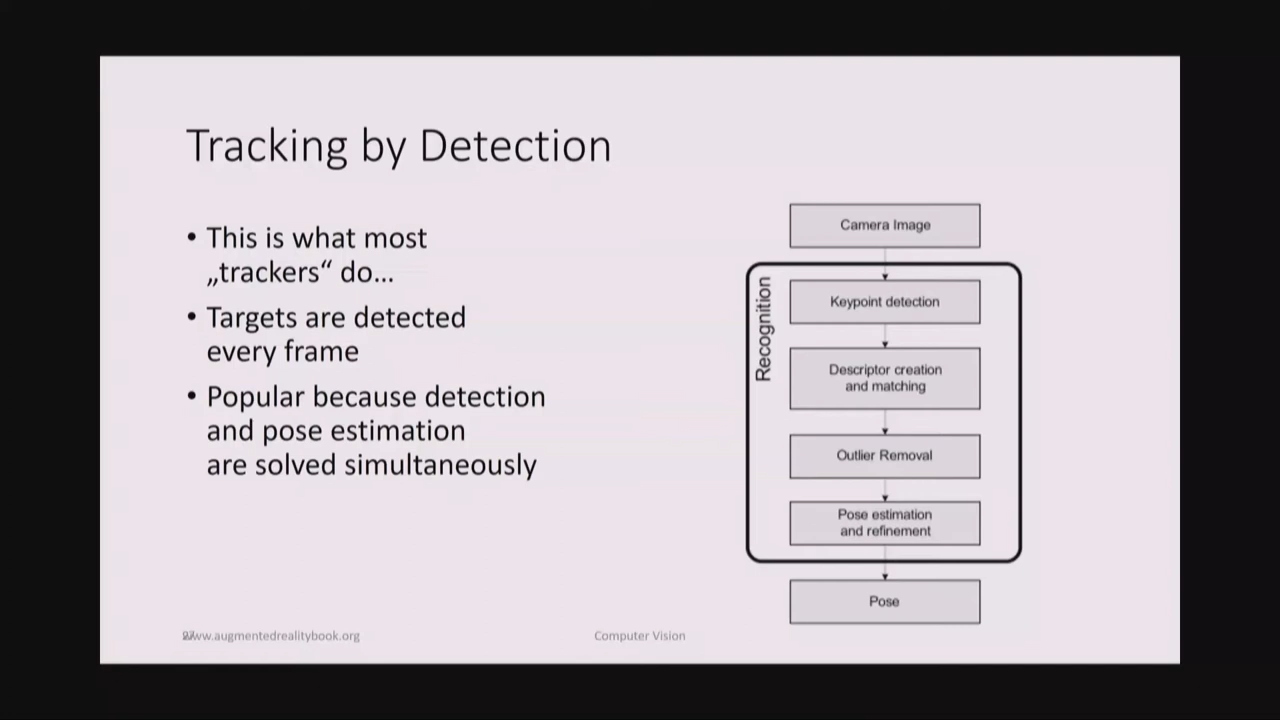 Tracking by Detection
• This is what most
„trackers“ do...
• Targets are detected
every frame
• Popular because detection
and pose estimation
are solved simultaneously
Camera Image
Recognition
Keypoint detection
Descriptor creation
and matching
Outlier Removal
Pose estimation
and refinement
Pose
www.augmentedrealitybook.org
Computer Vision